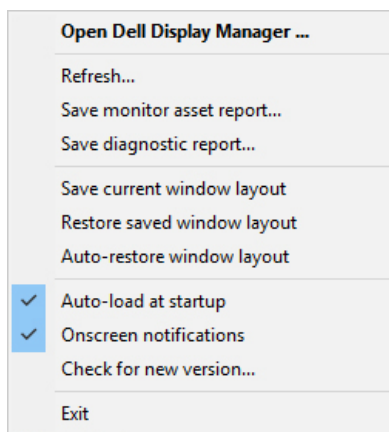 Open Dell Display Manager ...
Refresh...
Save monitor asset report...
Save diagnostic report...
Save current window layout
Restore saved window layout
Auto-restore window layout
Auto-load at startup
Onscreen notifications
Check for new version...
Exit